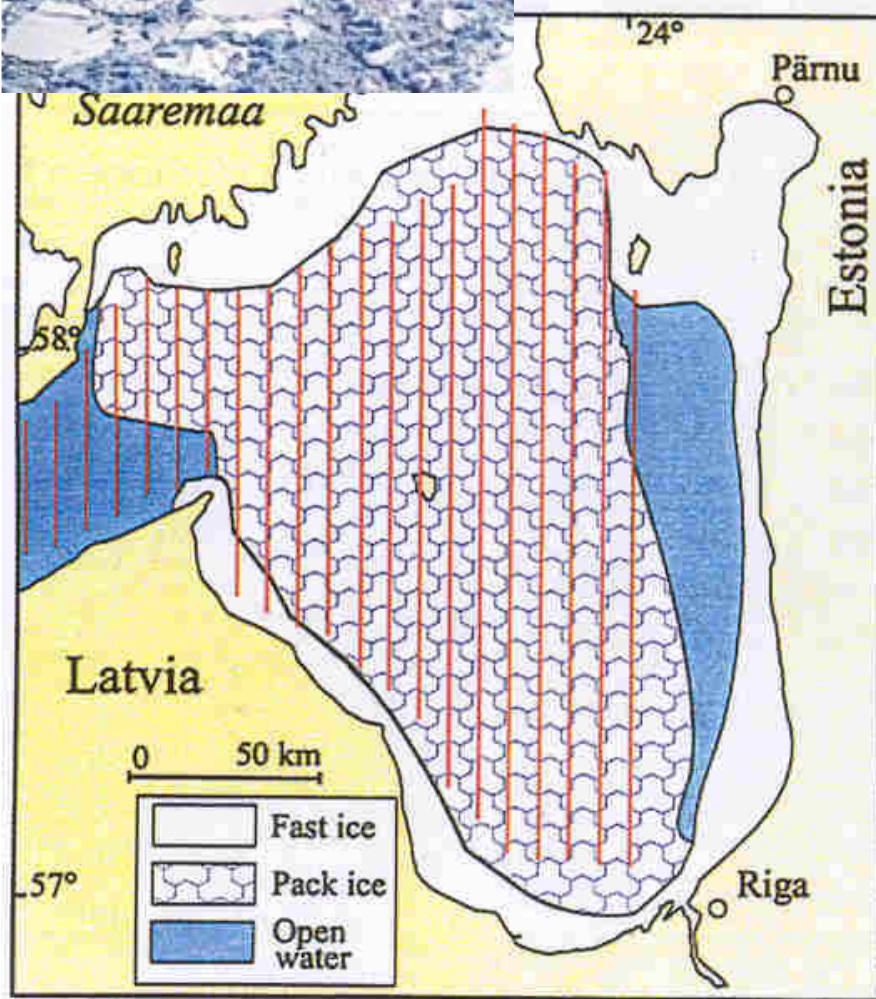 24°
Pärnu
Saaremaa
Estonia
58°
Latvia
0 50 km
Fast ice
Pack ice
Open
water
57°
Riga